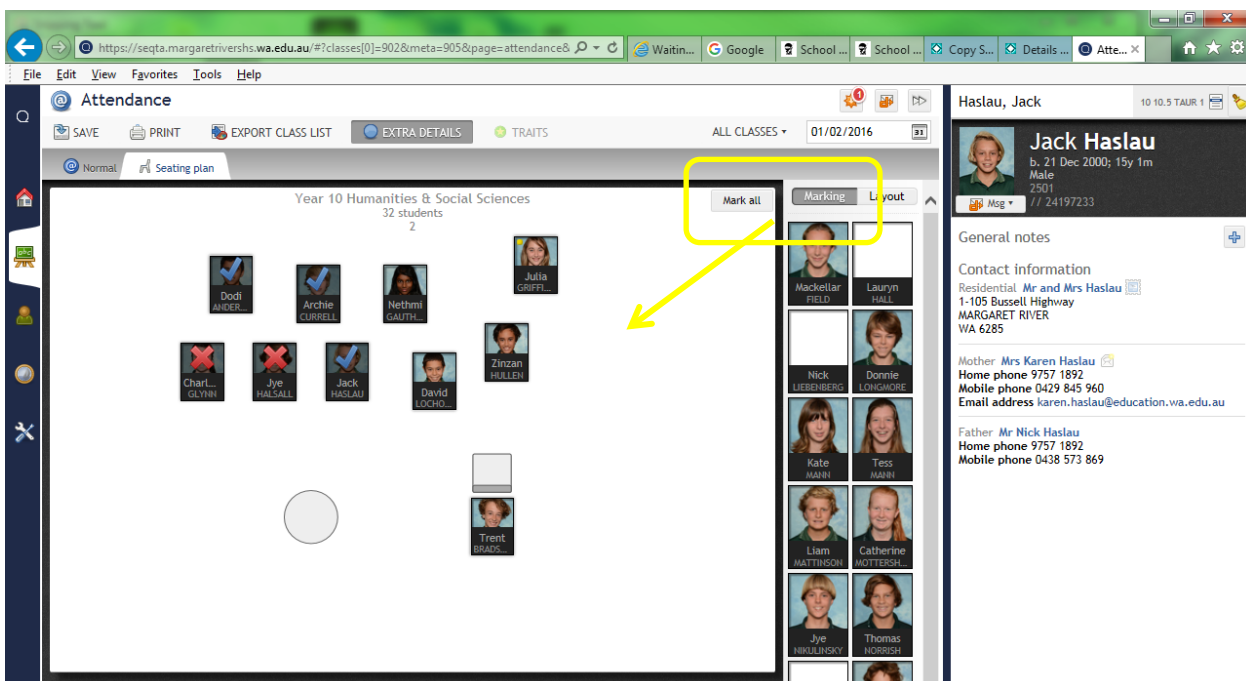 https://seqta.margaretrivershs.wa.edu.au/#?classes[0]=902&meta=905&page=attendance& Waitin... Google School ... School ... Copy S... Details ... Atte...
File Edit View Favorites Tools Help
Attendance
1
SAVE PRINT EXPORT CLASS LIST EXTRA DETAILS TRAITS ALL CLASSES 01/02/2016 31
Normal Seating plan
Year 10 Humanities & Social Sciences
32 students
2
Mark all
Marking Layout
Julia
GRIFFI...
Dodi
ANDER...
Archie
CURRELL
Nethmi
GAUTH...
Zinzan
HULLEN
Charl...
GLYNN
Jye
HALSALL
Jack
HASLAU
David
LOCHO...
Trent
BRADS...
Mackellar
FIELD
Lauryn
HALL
Nick
LIEBENBERG
Donnie
LONGMORE
Kate
MANN
Tess
MANN
Liam
MATTINSON
Catherine
MOTTERSH...
Jye
NIKULINSKY
Thomas
NORRISH
Haslau, Jack 10 10.5 TAUR 1
Jack Haslau
b. 21 Dec 2000; 15y 1m
Male
2501
Msg // 24197233
General notes
Contact information
Residential Mr and Mrs Haslau
1-105 Bussell Highway
MARGARET RIVER
WA 6285
Mother Mrs Karen Haslau
Home phone 9757 1892
Mobile phone 0429 845 960
Email address karen.haslau@education.wa.edu.au
Father Mr Nick Haslau
Home phone 9757 1892
Mobile phone 0438 573 869